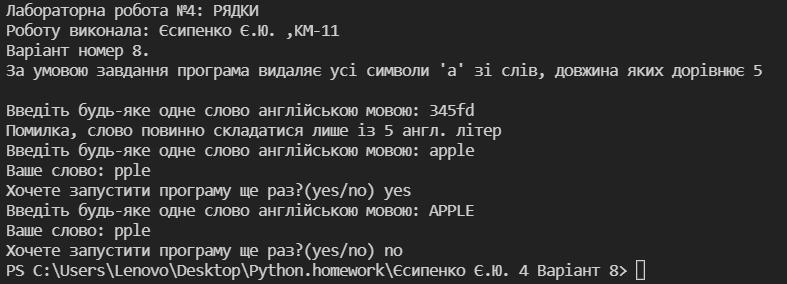 Лабораторна робота №4: РЯДКИ
Роботу виконала: Єсипенко Є.Ю. ,КМ-11
Варіант номер 8.
За умовою завдання програма видаляє усі символи 'a' зі слів, довжина яких дорівнює 5
Введіть будь-яке одне слово англійською мовою: 345fd
Помилка, слово повинно складатися лише із 5 англ. літер
Введіть будь-яке одне слово англійською мовою: apple
Ваше слово: pple
Хочете запустити програму ще раз?(yes/no) yes
Введіть будь-яке одне слово англійською мовою: APPLE
Ваше слово: pple
Хочете запустити програму ще раз?(yes/no) no
PS C:\Users\Lenovo\Desktop\Python.homework\Єсипенко Є.Ю. 4 Варіант 8>